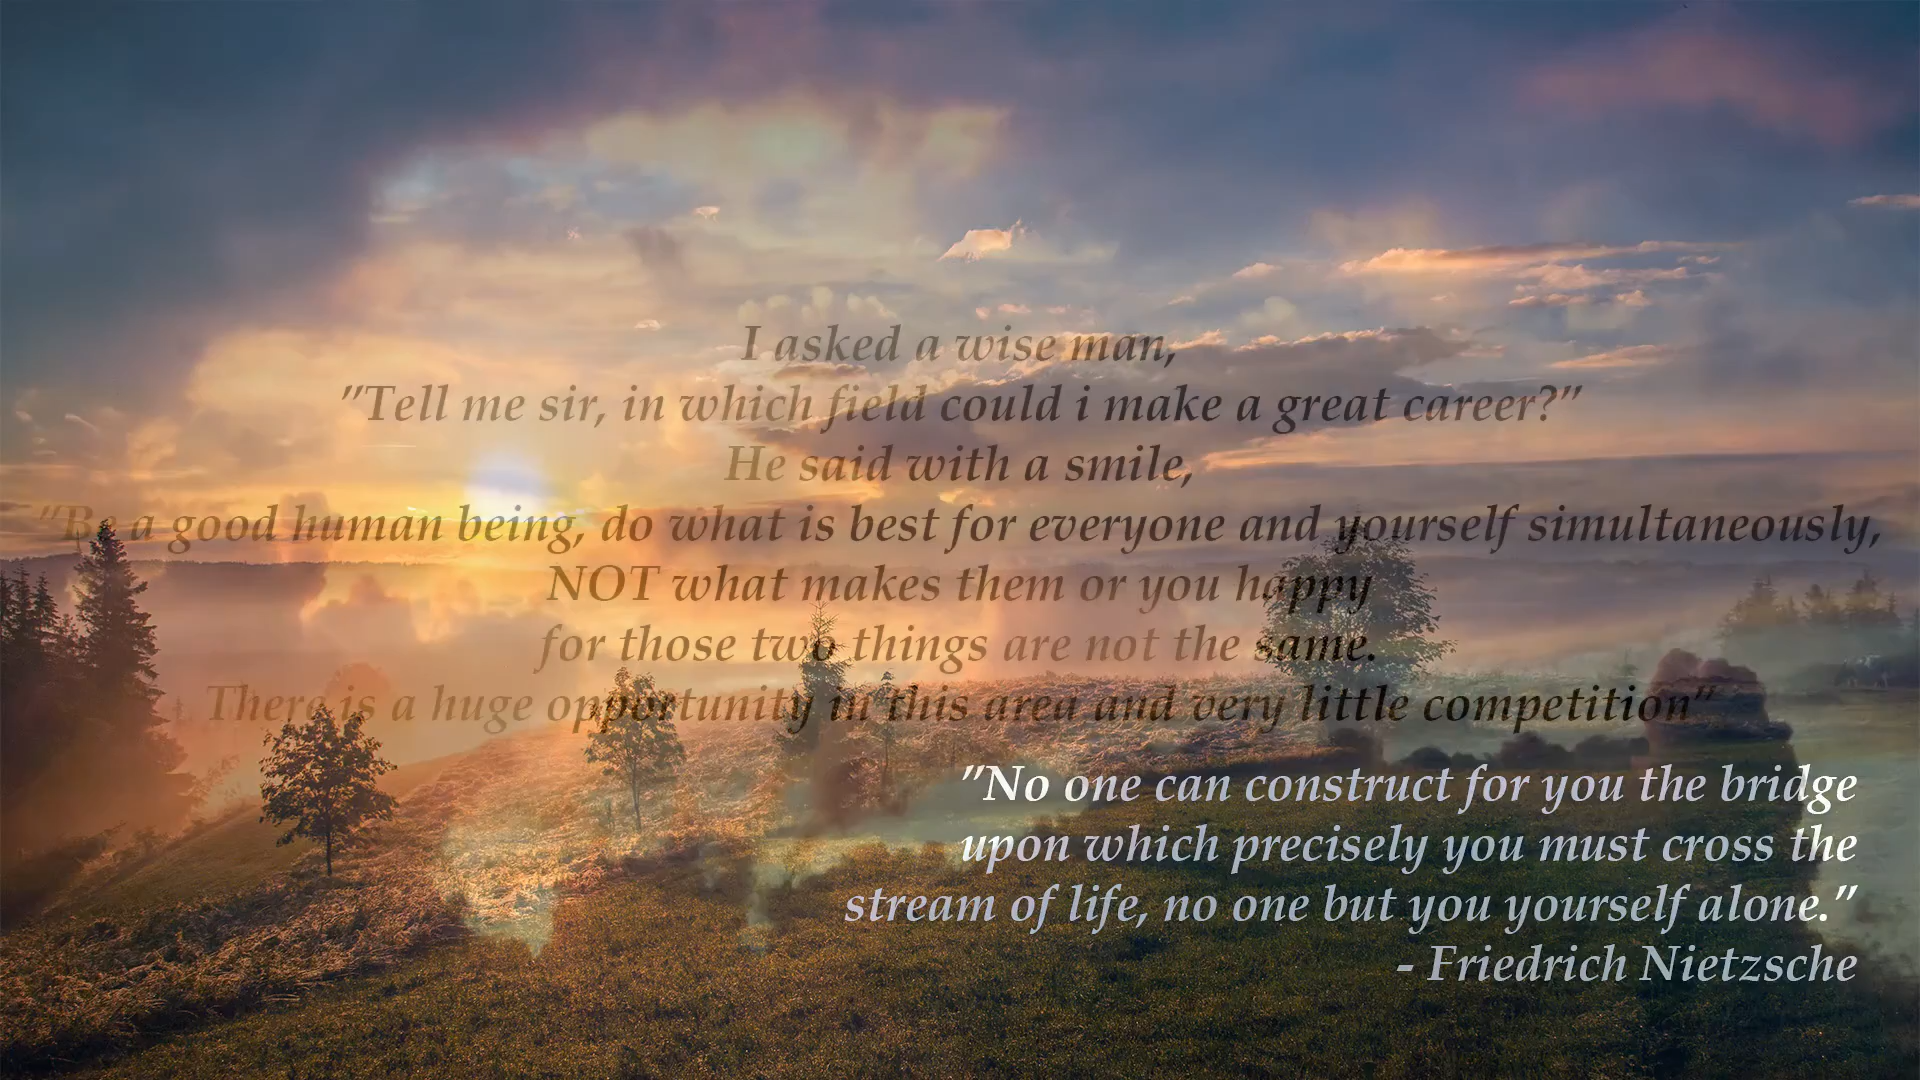 I asked a wise man,
"Tell me sir, in which field could i make a great career?"
He said with a smile,
"Be a good human being, do what is best for everyone and yourself simultaneously,
NOT what makes them or you happy
for those two things are not the same.
There is a huge opportunity in this area and very little competition"
"No one can construct for you the bridge
upon which precisely you must cross the
stream of life, no one but you yourself alone."
- Friedrich Nietzsche